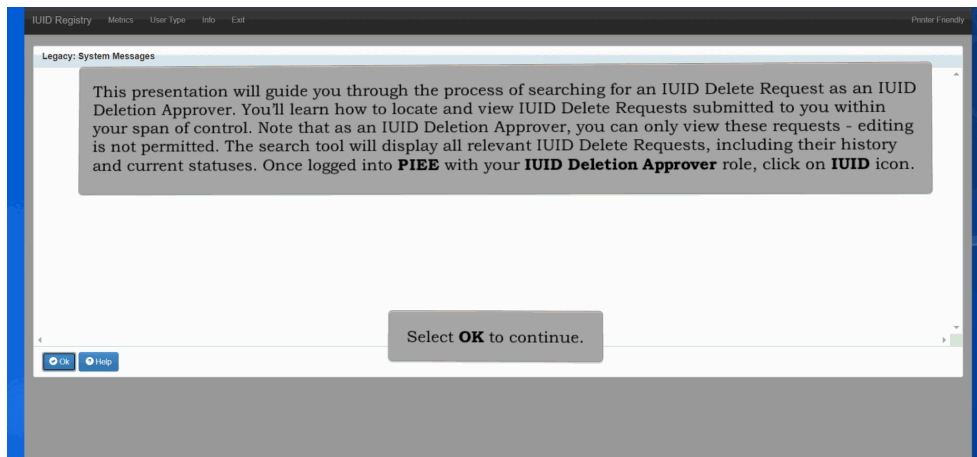 IUID Registry Metrics User Type Info Exit Printer Friendly
Legacy: System Messages
This presentation will guide you through the process of searching for an IUID Delete Request as an IUID
Deletion Approver. You'll learn how to locate and view IUID Delete Requests submitted to you within
your span of control. Note that as an IUID Deletion Approver, you can only view these requests - editing
is not permitted. The search tool will display all relevant IUID Delete Requests, including their history
and current statuses. Once logged into PIEE with your IUID Deletion Approver role, click on IUID icon.
Select OK to continue.
Ok Help